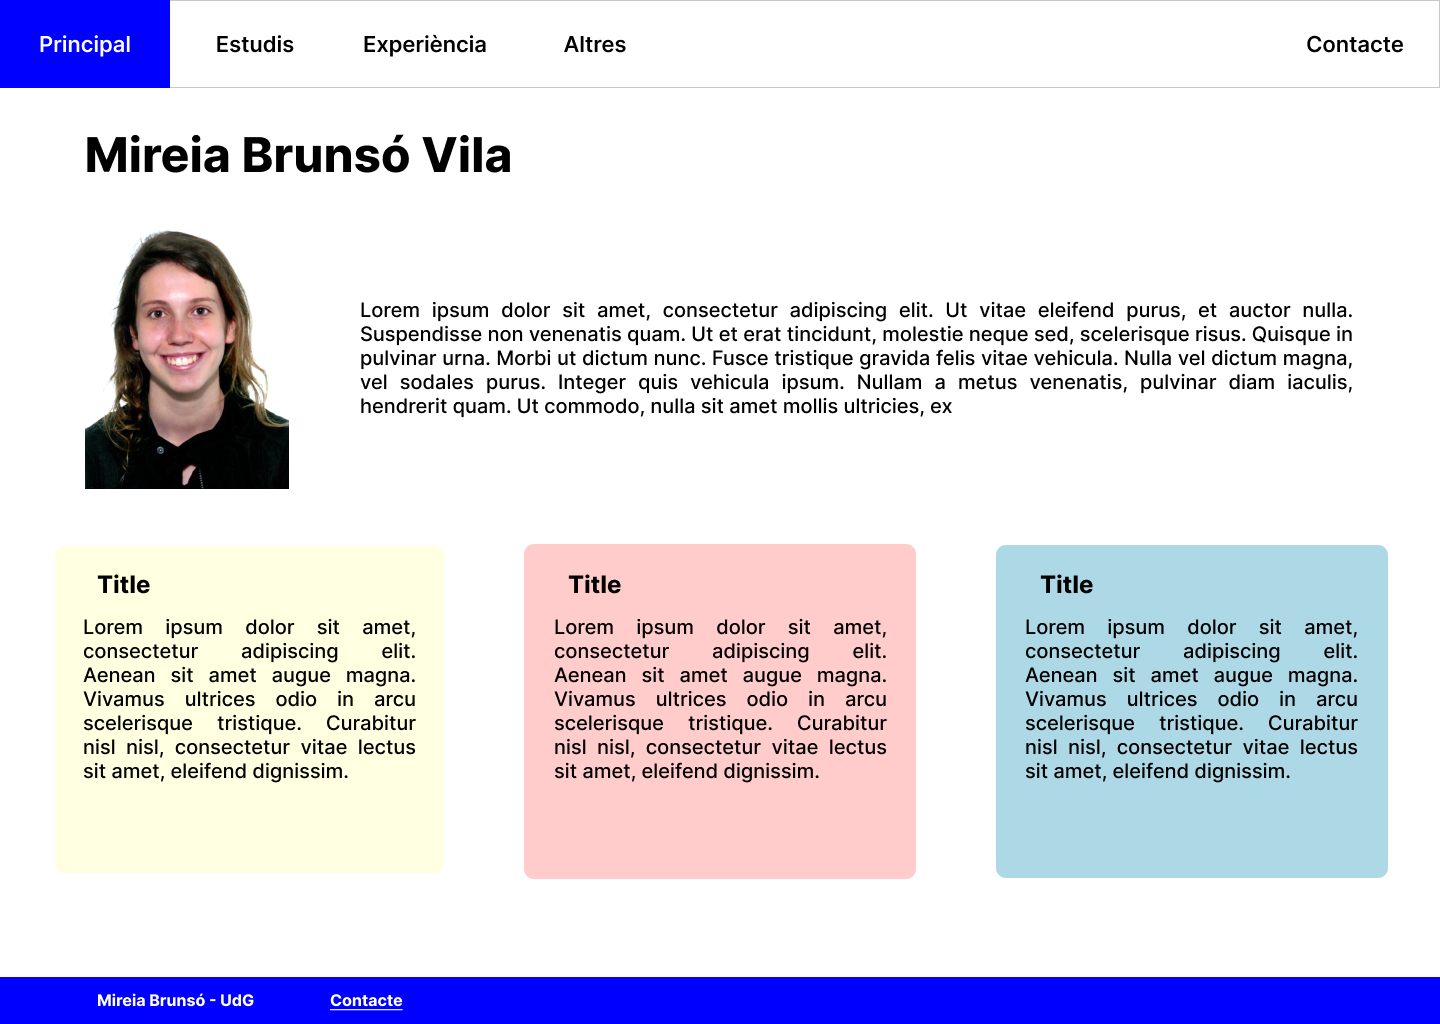 Principal Estudis Experiència Altres Contacte
Mireia Brunsó Vila
Lorem ipsum dolor sit amet, consectetur adipiscing elit. Ut vitae eleifend purus, et auctor nulla.
Suspendisse non venenatis quam. Ut et erat tincidunt, molestie neque sed, scelerisque risus. Quisque in
pulvinar urna. Morbi ut dictum nunc. Fusce tristique gravida felis vitae vehicula. Nulla vel dictum magna,
vel sodales purus. Integer quis vehicula ipsum. Nullam a metus venenatis, pulvinar diam iaculis,
hendrerit quam. Ut commodo, nulla sit amet mollis ultricies, ex
Title
Lorem ipsum dolor sit amet,
consectetur adipiscing elit.
Aenean sit amet augue magna.
Vivamus ultrices odio in arcu
scelerisque tristique. Curabitur
nisl nisl, consectetur vitae lectus
sit amet, eleifend dignissim.
Title
Lorem ipsum dolor sit amet,
consectetur adipiscing elit.
Aenean sit amet augue magna.
Vivamus ultrices odio in arcu
scelerisque tristique. Curabitur
nisl nisl, consectetur vitae lectus
sit amet, eleifend dignissim.
Title
Lorem ipsum dolor sit amet,
consectetur adipiscing elit.
Aenean sit amet augue magna.
Vivamus ultrices odio in arcu
scelerisque tristique. Curabitur
nisl nisl, consectetur vitae lectus
sit amet, eleifend dignissim.
Mireia Brunsó - UdG Contacte